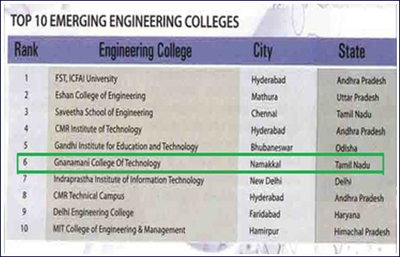 TOP 10 EMERGING ENGINEERING COLLEGES
Rank Engineering College City State
1 FST, ICFAI University Hyderabad Andhra Pradesh
2 Eshan College of Engineering Mathura Uttar Pradesh
3 Saveetha School of Engineering Chennai Tamil Nadu
4 CMR Institute of Technology Hyderabad Andhra Pradesh
5 Gandhi Institute for Education and Technology Bhubaneswar Odisha
6 Gnanamani College Of Technology Namakkal Tamil Nadu
7 Indraprastha Institute of Information Technology New Delhi Delhi
8 CMR Technical Campus Hyderabad Andhra Pradesh
9 Delhi Engineering College Faridabad Haryana
10 MIT College of Engineering & Management Hamirpur Himachal Pradesh